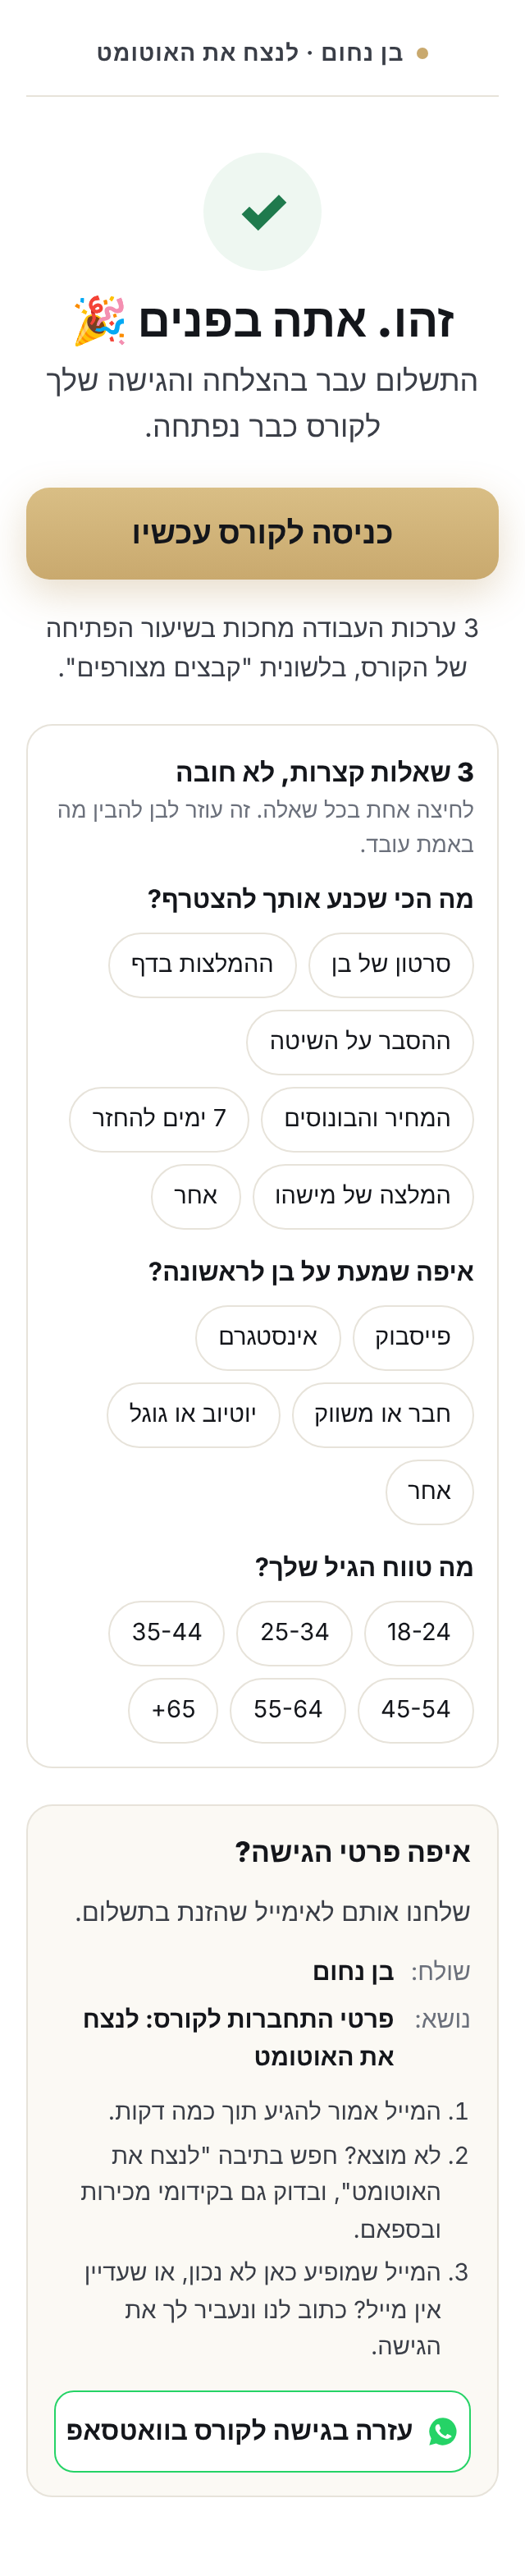 בן נחום · לנצח את האוטומט
זהו. אתה בפנים 🎉
התשלום עבר בהצלחה והגישה שלך
לקורס כבר נפתחה.
כניסה לקורס עכשיו
3 ערכות העבודה מחכות בשיעור הפתיחה
של הקורס, בלשונית "קבצים מצורפים".
3 שאלות קצרות, לא חובה
לחיצה אחת בכל שאלה. זה עוזר לבן להבין מה
באמת עובד.
מה הכי שכנע אותך להצטרף?
סרטון של בן
ההמלצות בדף
ההסבר על השיטה
המחיר והבונוסים
7 ימים להחזר
המלצה של מישהו
אחר
איפה שמעת על בן לראשונה?
פייסבוק
אינסטגרם
חבר או משווק
יוטיוב או גוגל
אחר
מה טווח הגיל שלך?
18-24
25-34
35-44
45-54
55-64
65+
איפה פרטי הגישה?
שלחנו אותם לאימייל שהזנת בתשלום.
שולח: בן נחום
נושא: פרטי התחברות לקורס: לנצח
את האוטומט
1. המייל אמור להגיע תוך כמה דקות.
2. לא מוצא? חפש בתיבה "לנצח את
האוטומט", ובדוק גם בקידומי מכירות
ובספאם.
3. המייל שמופיע כאן לא נכון, או שעדיין
אין מייל? כתוב לנו ונעביר לך את
הגישה.
עזרה בגישה לקורס בוואטסאפ